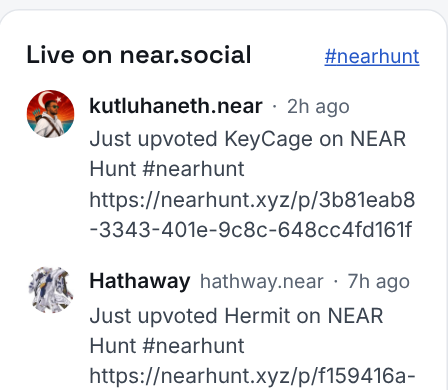 Live on near.social #nearhunt
kutluhaneth.near · 2h ago
Just upvoted KeyCage on NEAR
Hunt #nearhunt
https://nearhunt.xyz/p/3b81eab8
-3343-401e-9c8c-648cc4fd161f
Hathaway hathway.near · 7h ago
Just upvoted Hermit on NEAR
Hunt #nearhunt
https://nearhunt.xyz/p/f159416a-